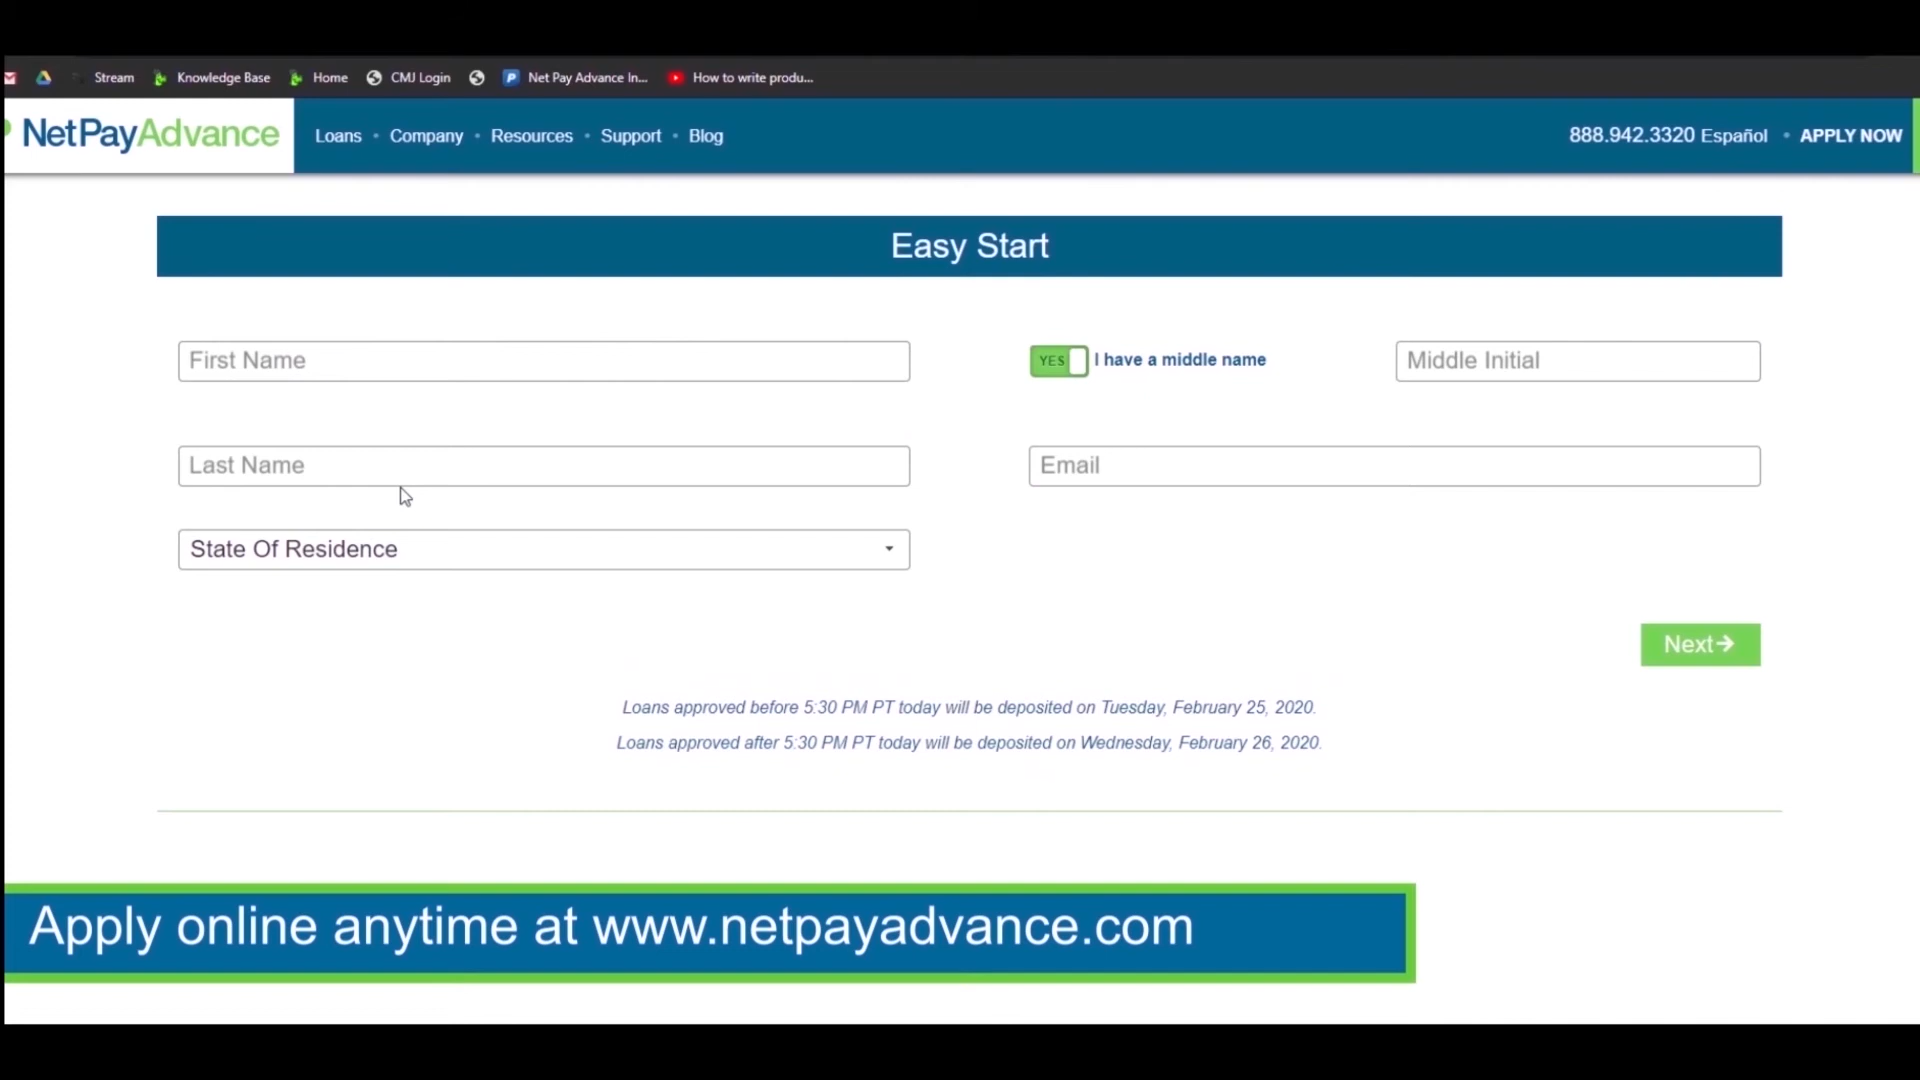 Stream Knowledge Base Home CMJ Login Net Pay Advance In... How to write produ...
NetPayAdvance Loans • Company • Resources • Support • Blog 888.942.3320 Español • APPLY NOW
Easy Start
First Name YES I have a middle name Middle Initial
Last Name Email
State Of Residence
Next
Loans approved before 5:30 PM PT today will be deposited on Tuesday, February 25, 2020.
Loans approved after 5:30 PM PT today will be deposited on Wednesday, February 26, 2020.
Apply online anytime at www.netpayadvance.com